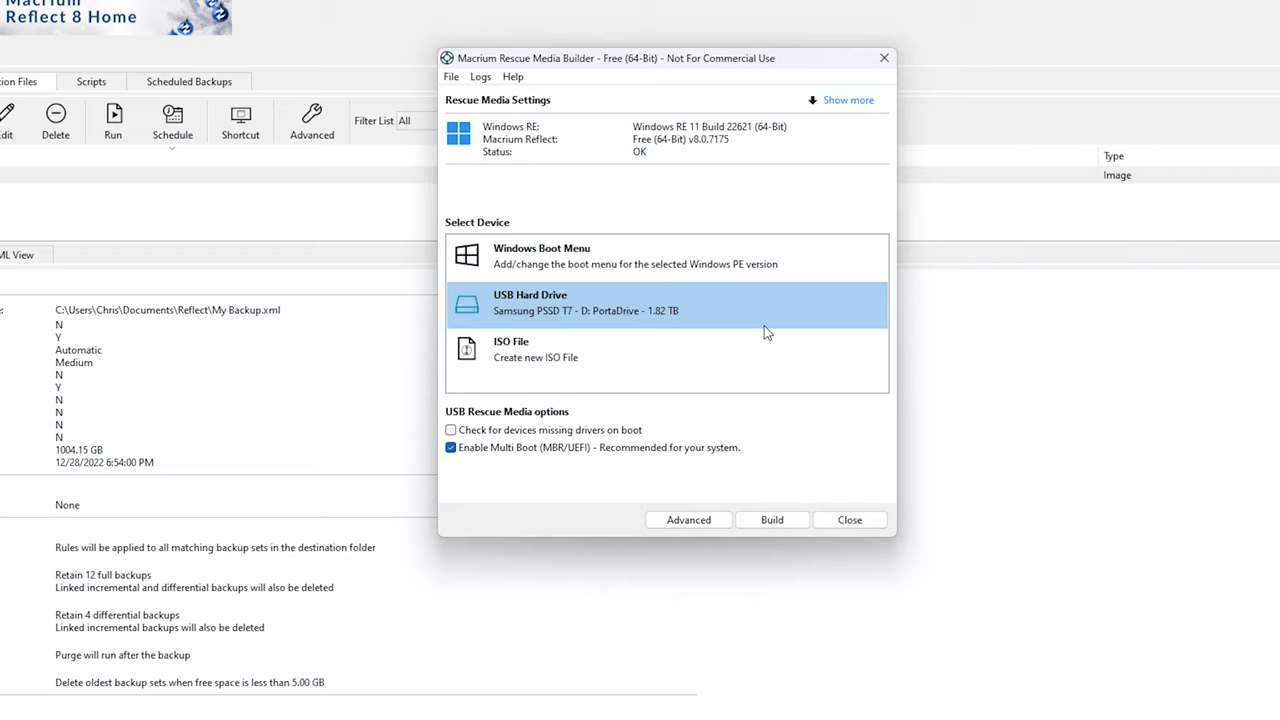 Macrium
Reflect 8 Home
Files
Scripts
Scheduled Backups
Delete
Run
Schedule
Shortcut
Advanced
Filter List
All
Type
Image
View
C:\Users\Chris\Documents\Reflect\My Backup.xml
N
Y
Automatic
Medium
N
Y
N
N
N
N
1004.15 GB
12/28/2022 6:54:00 PM
None
Rules will be applied to all matching backup sets in the destination folder
Retain 12 full backups
Linked incremental and differential backups will also be deleted
Retain 4 differential backups
Linked incremental backups will also be deleted
Purge will run after the backup
Delete oldest backup sets when free space is less than 5.00 GB
Macrium Rescue Media Builder - Free (64-Bit) - Not For Commercial Use
File Logs Help
Rescue Media Settings
Show more
Windows RE: Windows RE 11 Build 22621 (64-Bit)
Macrium Reflect: Free (64-Bit) v8.0.7175
Status: OK
Select Device
Windows Boot Menu
Add/change the boot menu for the selected Windows PE version
USB Hard Drive
Samsung PSSD T7 - D: PortaDrive - 1.82 TB
ISO File
Create new ISO File
USB Rescue Media options
Check for devices missing drivers on boot
Enable Multi Boot (MBR/UEFI) - Recommended for your system.
Advanced
Build
Close